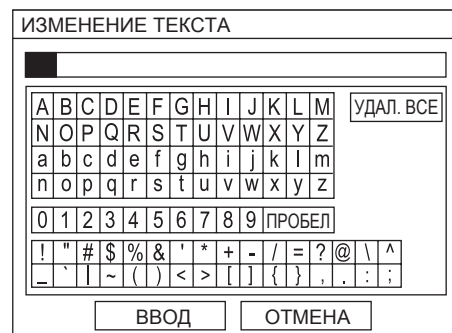 ИЗМЕНЕНИЕ ТЕКСТА
A B C D E F G H I J K L M УДАЛ. ВСЕ
N O P Q R S T U V W X Y Z
a b c d e f g h i j k l m
n o p q r s t u v w x y z
0 1 2 3 4 5 6 7 8 9 ПРОБЕЛ
! " # $ % & ' * + - / = ? @ \ ^
_ ` | ~ ( ) < > [ ] { } , . : ;
ВВОД ОТМЕНА